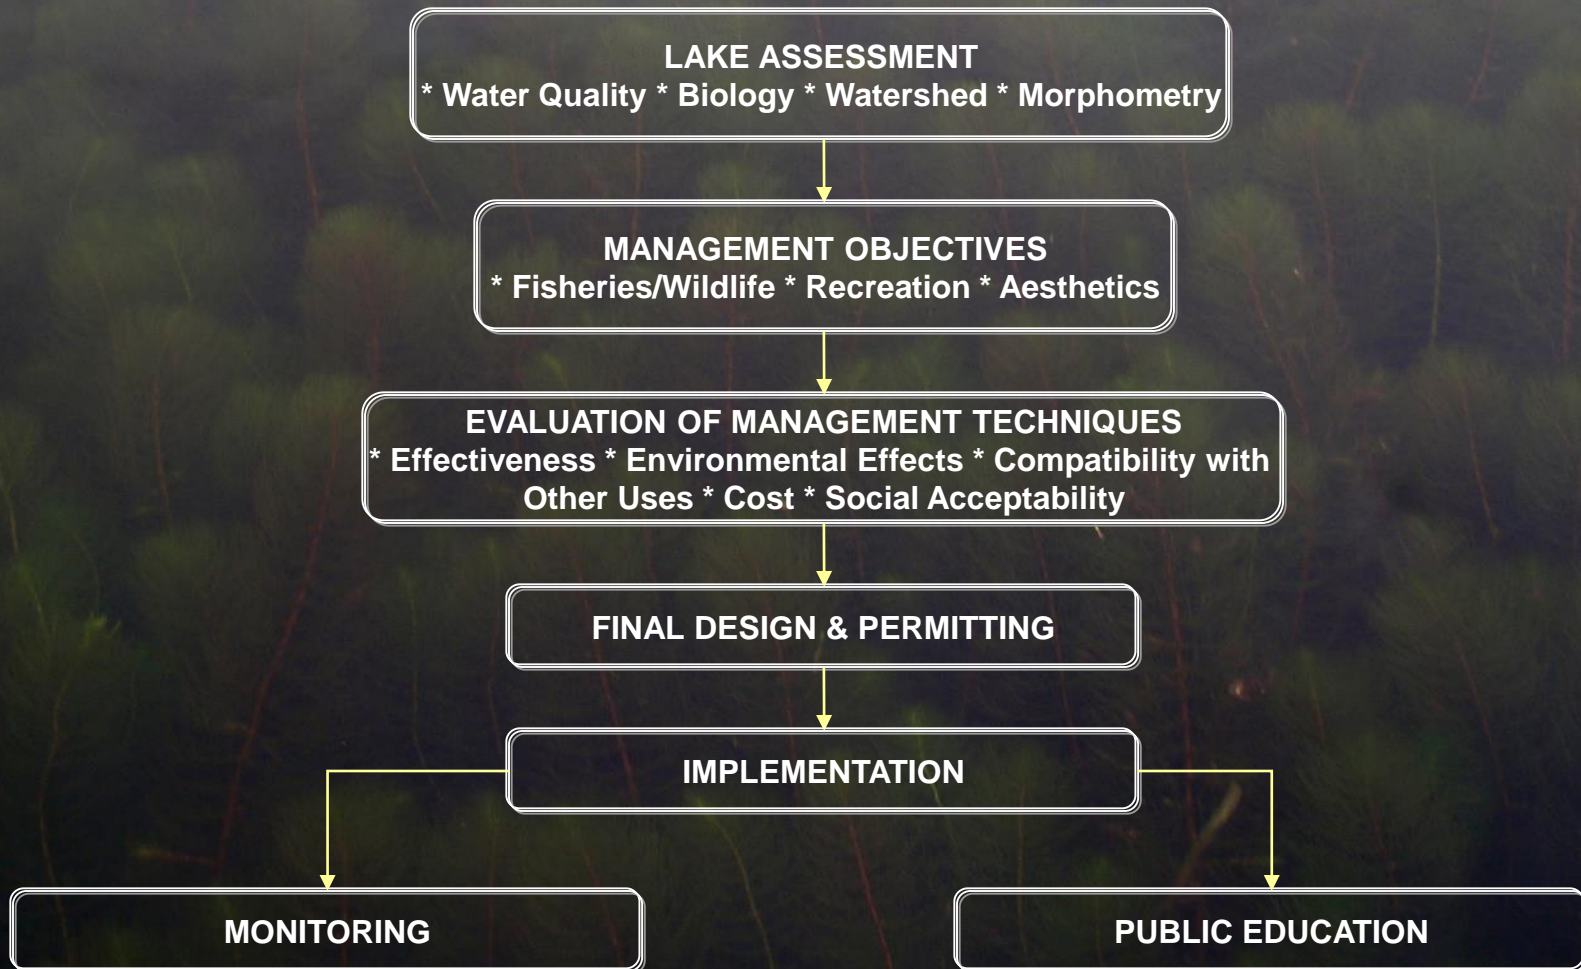 LAKE ASSESSMENT
* Water Quality * Biology * Watershed * Morphometry
MANAGEMENT OBJECTIVES
* Fisheries/Wildlife * Recreation * Aesthetics
EVALUATION OF MANAGEMENT TECHNIQUES
* Effectiveness * Environmental Effects * Compatibility with
Other Uses * Cost * Social Acceptability
FINAL DESIGN & PERMITTING
IMPLEMENTATION
MONITORING
PUBLIC EDUCATION